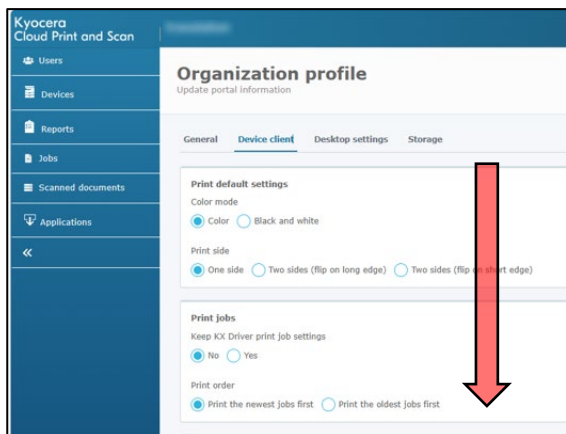 Kyocera
Cloud Print and Scan
Users
Devices
Reports
Jobs
Scanned documents
Applications
Organization profile
Update portal information
General Device client Desktop settings Storage
Print default settings
Color mode
Color Black and white
Print side
One side Two sides (flip on long edge) Two sides (flip on short edge)
Print jobs
Keep KX Driver print job settings
No Yes
Print order
Print the newest jobs first Print the oldest jobs first